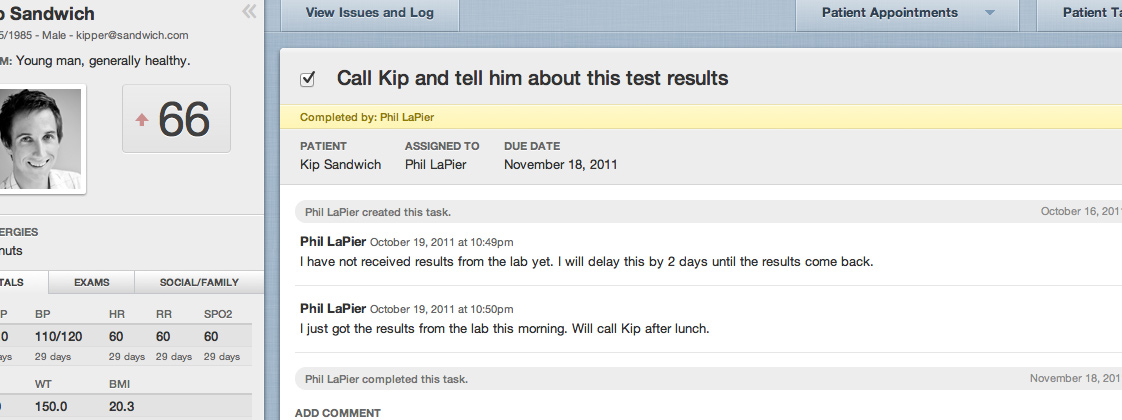 Sandwich
/1985 - Male - kipper@sandwich.com
M: Young man, generally healthy.
66
ERGIES
nuts
TALS EXAMS SOCIAL/FAMILY
P BP HR RR SPO2
0 110/120 60 60 60
ays 29 days 29 days 29 days 29 days
WT BMI
150.0 20.3
View Issues and Log
Patient Appointments
Patient Ta
Call Kip and tell him about this test results
Completed by: Phil LaPier
PATIENT ASSIGNED TO DUE DATE
Kip Sandwich Phil LaPier November 18, 2011
Phil LaPier created this task. October 16, 201
Phil LaPier October 19, 2011 at 10:49pm
I have not received results from the lab yet. I will delay this by 2 days until the results come back.
Phil LaPier October 19, 2011 at 10:50pm
I just got the results from the lab this morning. Will call Kip after lunch.
Phil LaPier completed this task. November 18, 201
ADD COMMENT